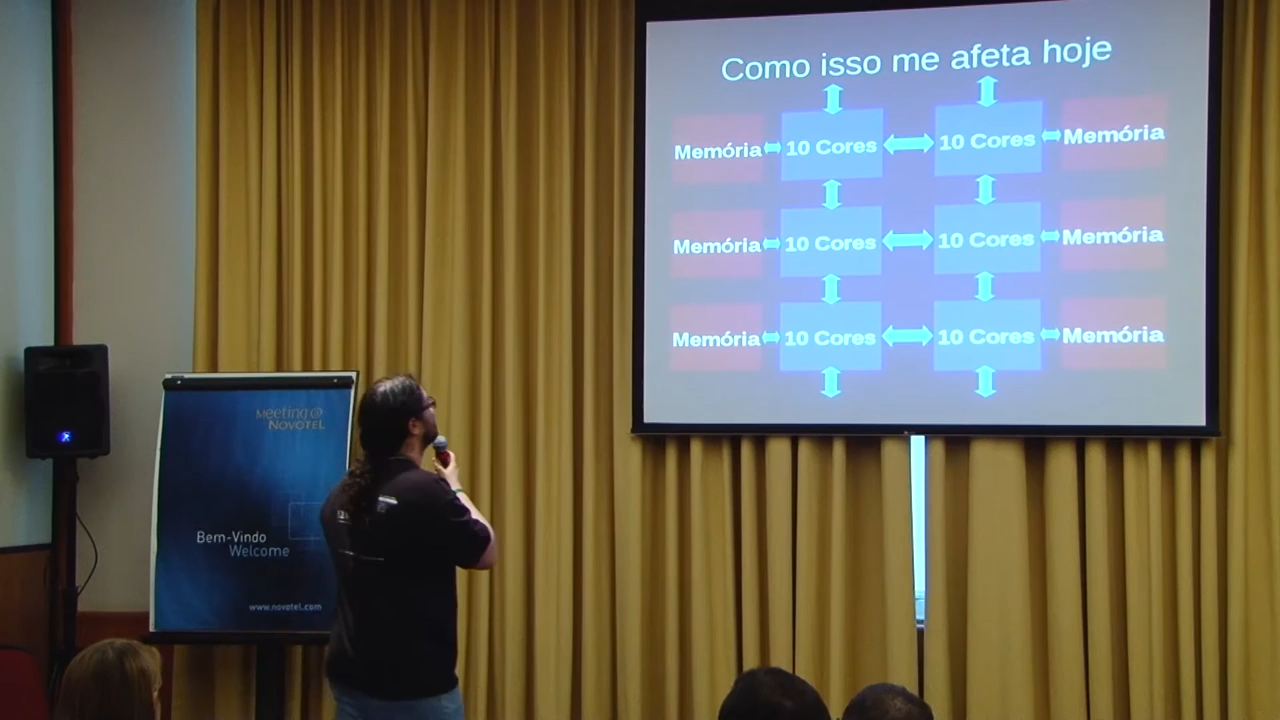 Como isso me afeta hoje
Memória 10 Cores 10 Cores Memória
Memória 10 Cores 10 Cores Memória
Memória 10 Cores 10 Cores Memória
Meeting@
NOVOTEL
Bem-Vindo
Welcome
www.novotel.com